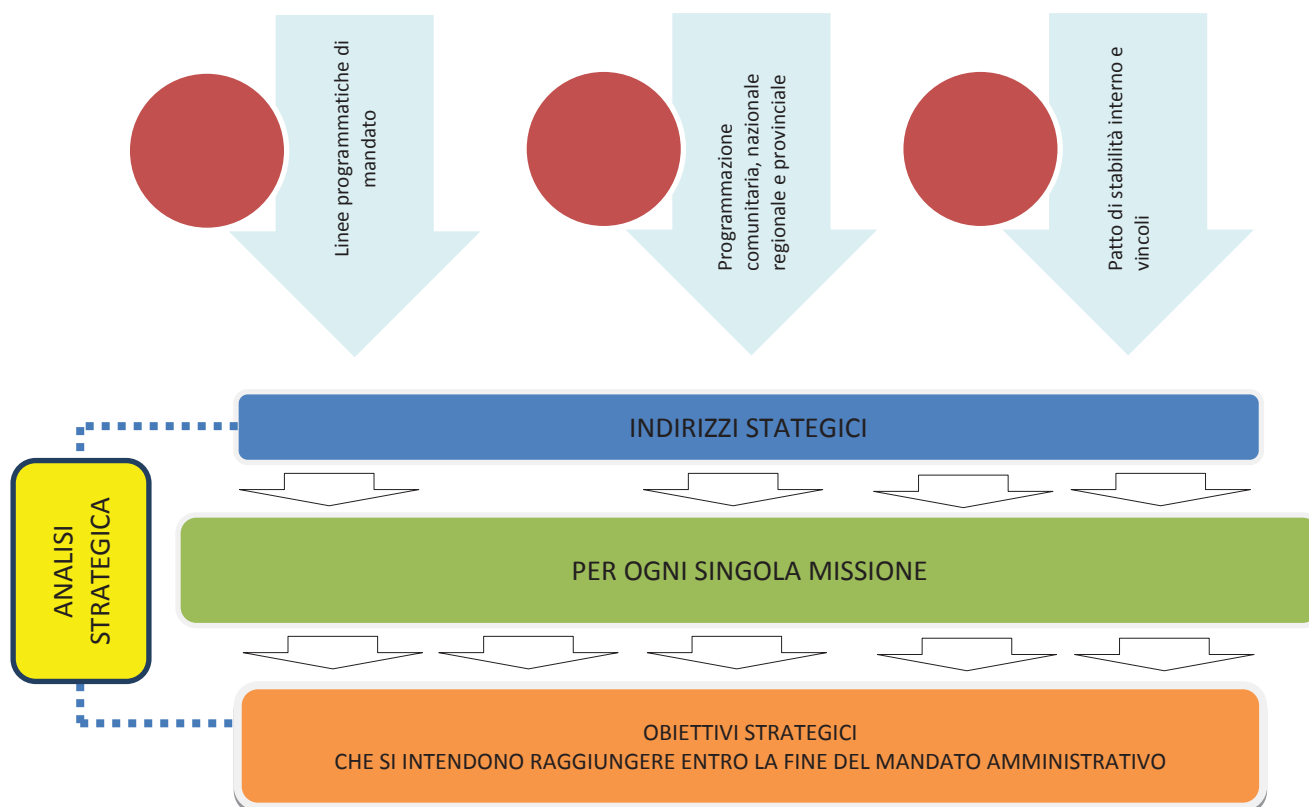 Linee programmatiche di
mandato
Programmazione
comunitaria, nazionale
regionale e provinciale
Patto di stabilità interno e
vincoli
INDIRIZZI STATEGICI
ANALISI
STRATEGICA
PER OGNI SINGOLA MISSIONE
OBIETTIVI STRATEGICI
CHE SI INTENDONO RAGGIUNGERE ENTRO LA FINE DEL MANDATO AMMINISTRATIVO